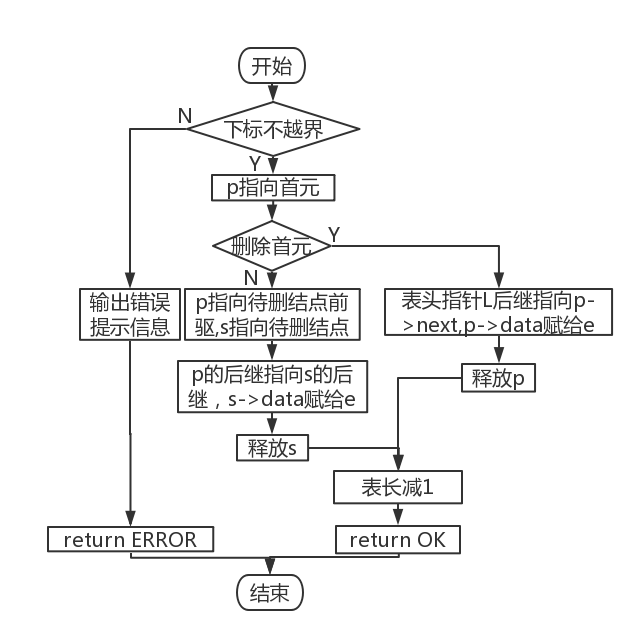 开始
N
下标不越界
Y
p指向首元
删除首元
Y
N
输出错误
提示信息
p指向待删结点前
驱,s指向待删结点
表头指针L后继指向p-
>next,p->data赋给e
p的后继指向s的后
继，s->data赋给e
释放p
释放s
表长减1
return ERROR
return OK
结束